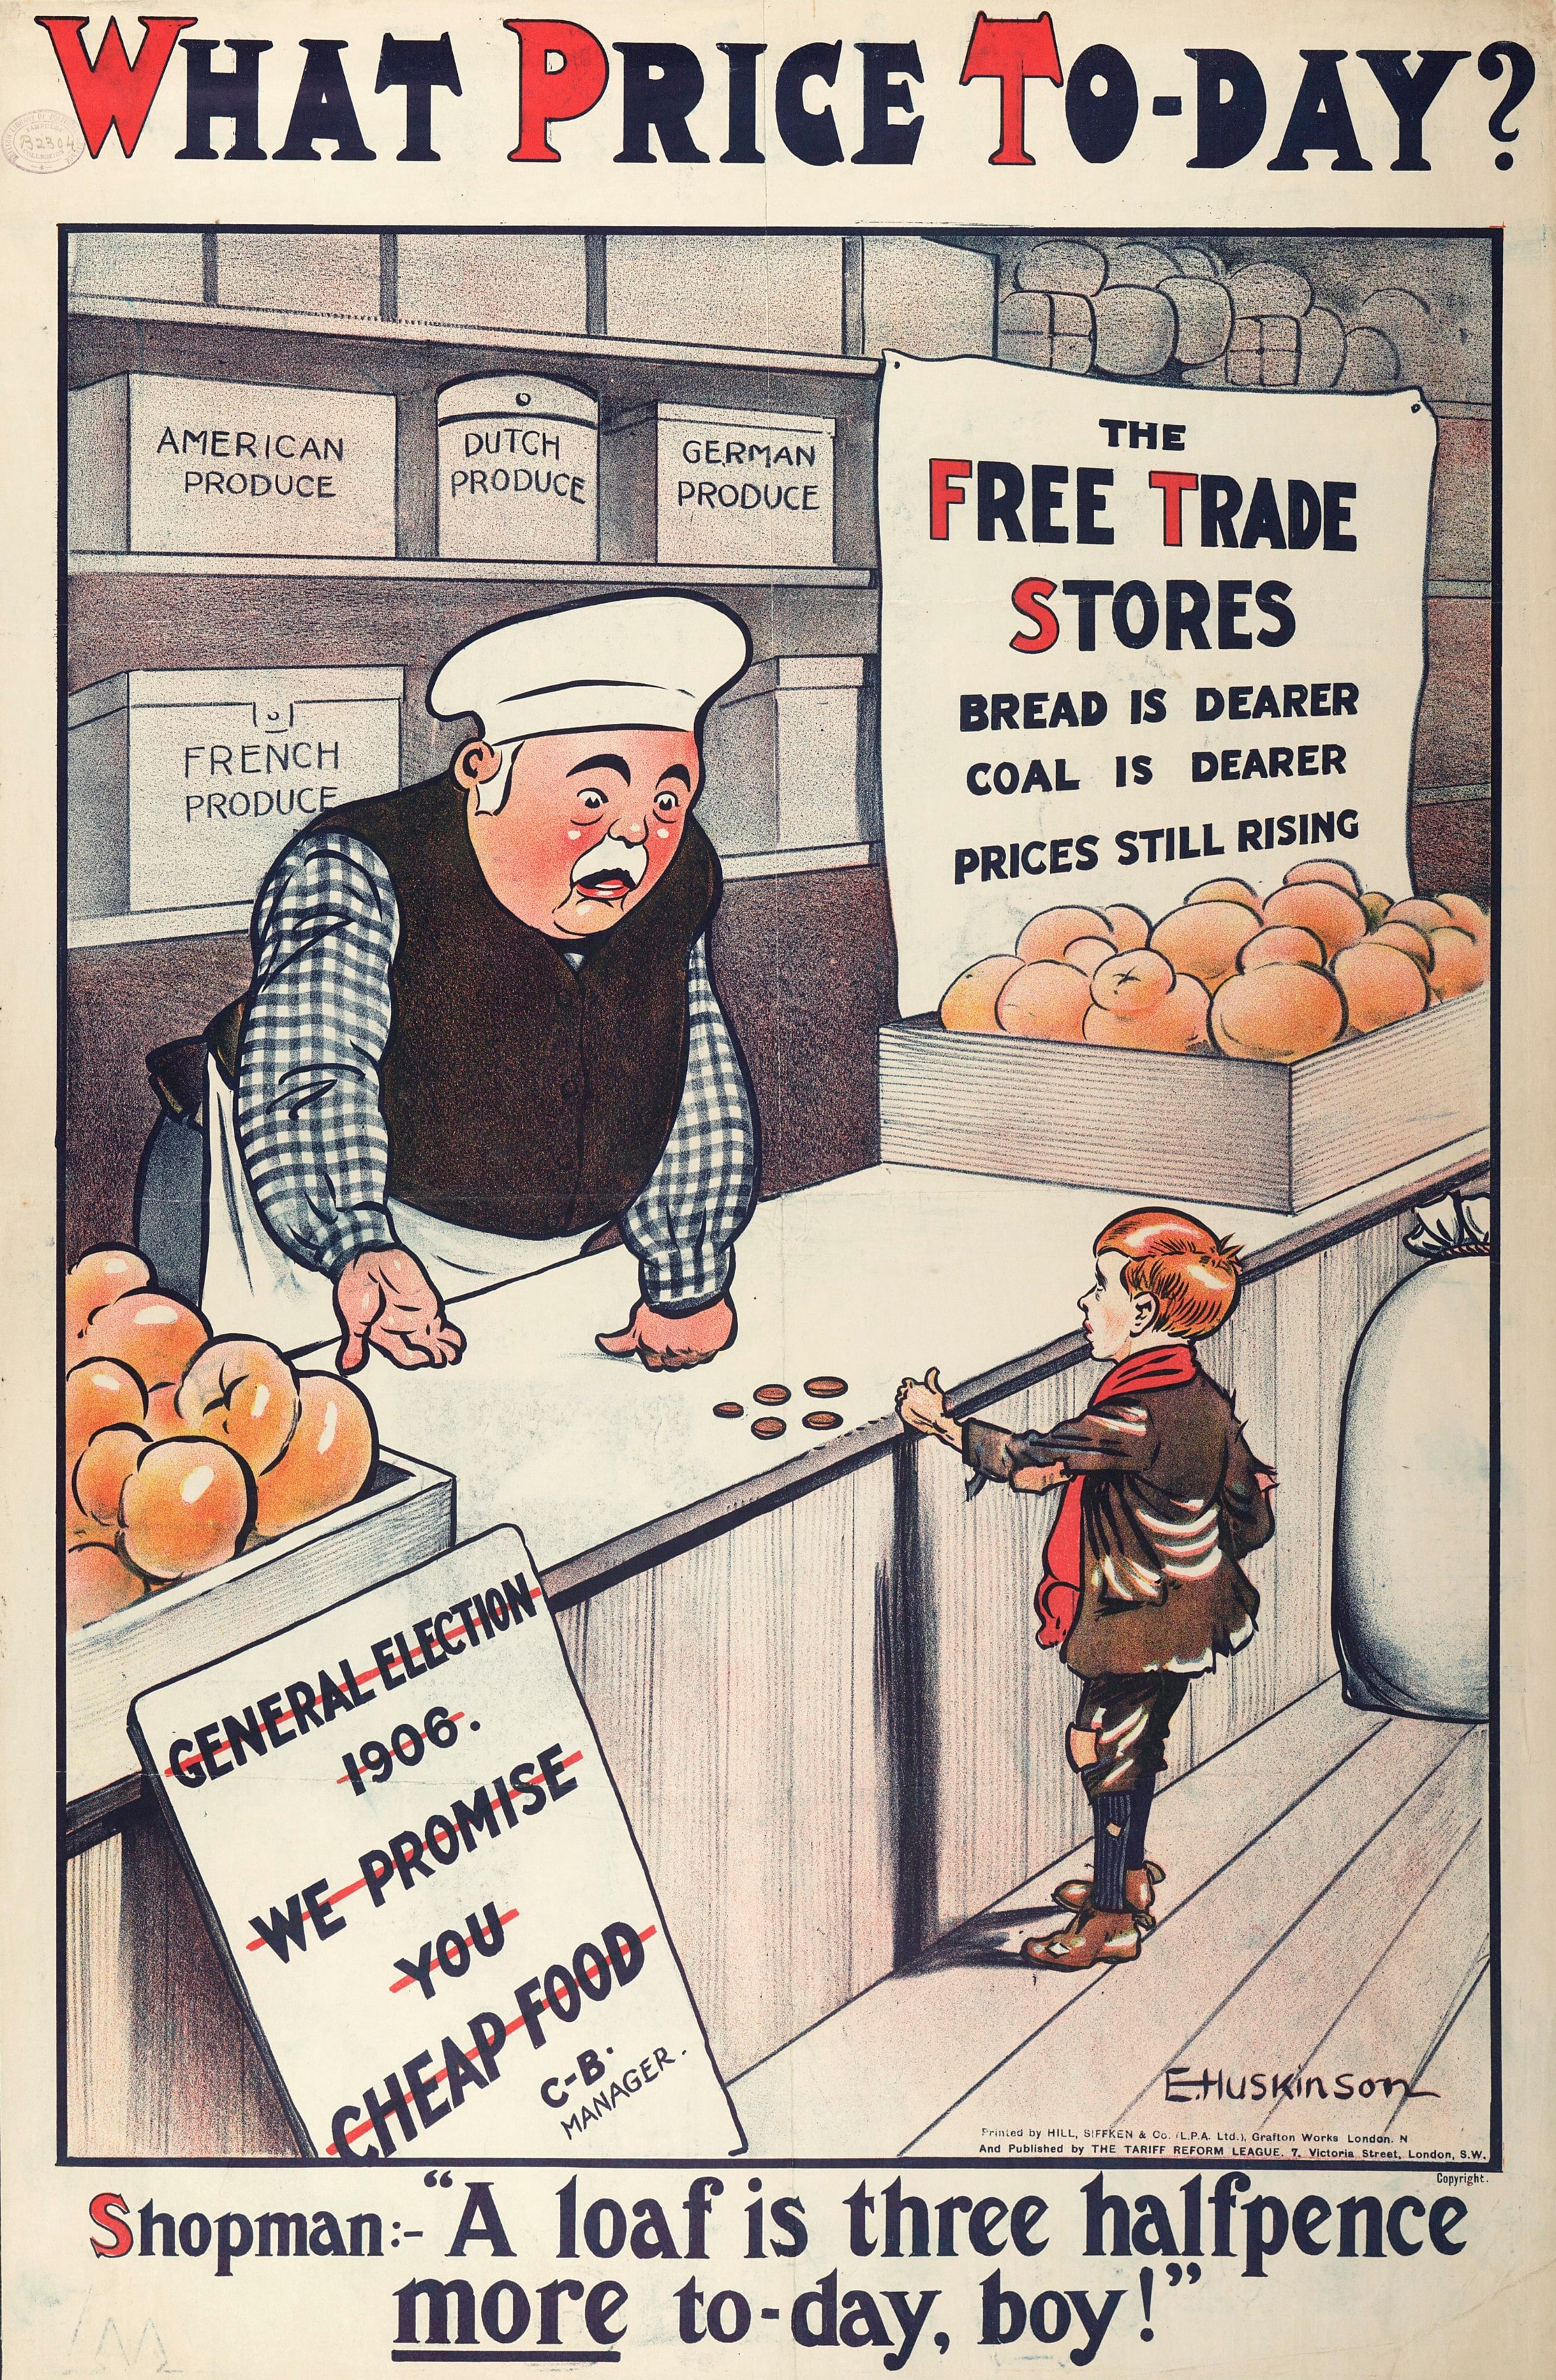 WHAT PRICE TO-DAY?
B2304
AMERICAN
PRODUCE
DUTCH
PRODUCE
GERMAN
PRODUCE
FRENCH
PRODUCE
THE
FREE TRADE
STORES
BREAD IS DEARER
COAL IS DEARER
PRICES STILL RISING
GENERAL ELECTION
1906.
WE PROMISE
YOU
CHEAP FOOD
C-B.
MANAGER.
E.HUSKINSON
Printed by HILL, SIFFKEN & Co. (L.P.A. Ltd.), Grafton Works London. N
And Published by THE TARIFF REFORM LEAGUE. 7, Victoria Street, London, S.W.
Copyright.
Shopman:- "A loaf is three halfpence
more to-day, boy!"